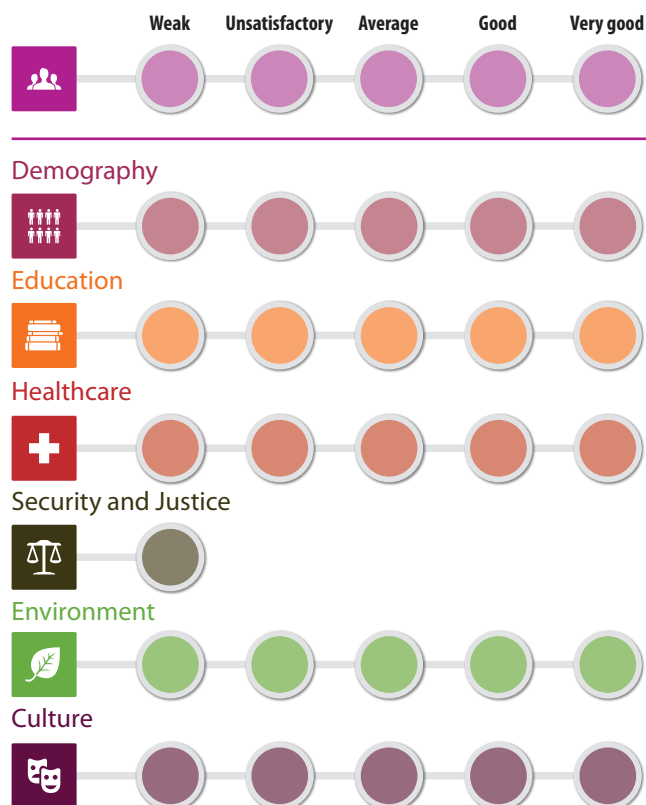 Weak Unsatisfactory Average Good Very good
Demography
Education
Healthcare
Security and Justice
Environment
Culture